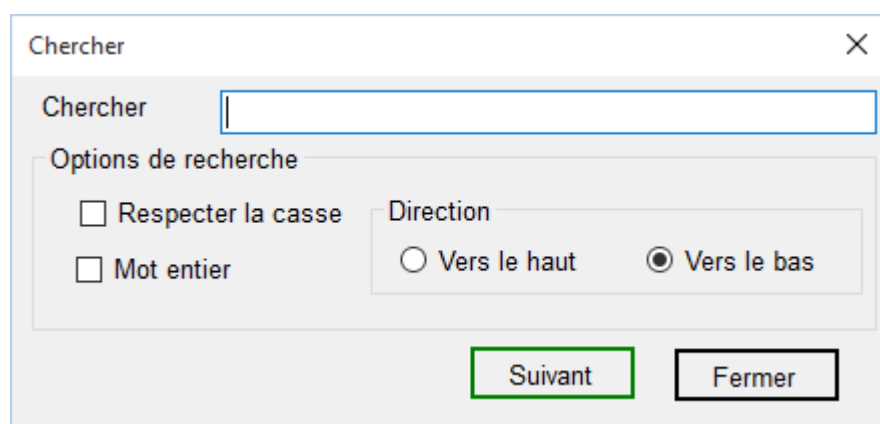 Chercher
Chercher
Options de recherche
Respecter la casse
Direction
Vers le haut
Vers le bas
Mot entier
Suivant
Fermer